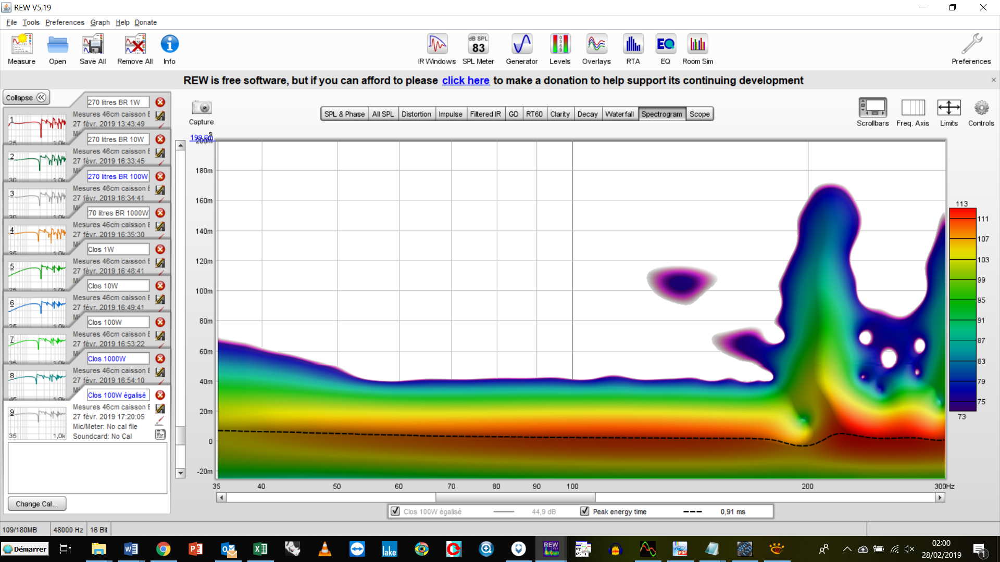 REW V5,19
File Tools Preferences Graph Help Donate
Measure Open Save All Remove All Info
dB SPL
83
EQ
IR Windows SPL Meter Generator Levels Overlays RTA EQ Room Sim
Preferences
REW is free software, but if you can afford to please click here to make a donation to help support its continuing development
Collapse
270 litres BR 1W
1
Mesures 46cm caisson E
27 févr. 2019 13:43:49
Mi
25 1,0k
270 litres BR 10W
2
Mesures 46cm caisson E
27 févr. 2019 16:33:45
Mi
30 1,0k
270 litres BR 100W
3
Mesures 46cm caisson E
27 févr. 2019 16:34:41
Mi
30 1,0k
70 litres BR 1000W
4
Mesures 46cm caisson E
27 févr. 2019 16:35:30
Mi
35 1,0k
Clos 1W
5
Mesures 46cm caisson E
27 févr. 2019 16:48:41
Mi
25 1,0k
Clos 10W
6
Mesures 46cm caisson E
27 févr. 2019 16:49:41
Mi
25 1,0k
Clos 100W
7
Mesures 46cm caisson E
27 févr. 2019 16:53:22
Mi
35 1,0k
Clos 1000W
8
Mesures 46cm caisson E
27 févr. 2019 16:54:10
Mi
45 1,0k
Clos 100W égalisé
9
Mesures 46cm caisson E
27 févr. 2019 17:20:05
Mic/Meter: No cal file
35 1,0k
Soundcard: No Cal
Change Cal...
Capture
SPL & Phase All SPL Distortion Impulse Filtered IR GD RT60 Clarity Decay Waterfall Spectrogram Scope
Scrollbars Freq. Axis Limits Controls
s
199,6m
200m
180m
160m
140m
120m
100m
80m
60m
40m
20m
0
-20m
35 40 50 60 70 80 90 100 200 300Hz
113
111
107
103
99
95
91
87
83
79
75
73
Clos 100W égalisé 44,9 dB Peak energy time 0,91 ms
109/180MB 48000 Hz 16 Bit
Démarrer
lake
REW
PDF
02:00
28/02/2019
1